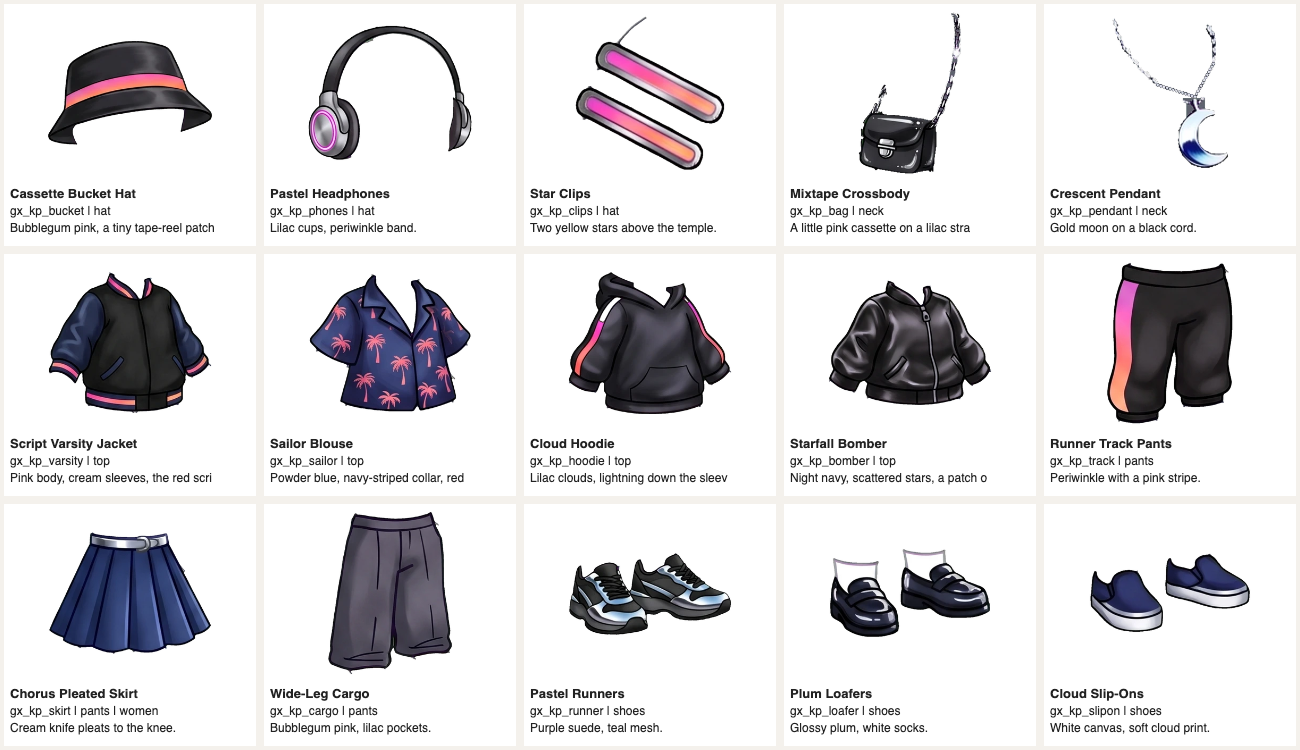 Cassette Bucket Hat
gx_kp_bucket | hat
Bubblegum pink, a tiny tape-reel patch
Pastel Headphones
gx_kp_phones | hat
Lilac cups, periwinkle band.
Star Clips
gx_kp_clips | hat
Two yellow stars above the temple.
Mixtape Crossbody
gx_kp_bag | neck
A little pink cassette on a lilac stra
Crescent Pendant
gx_kp_pendant | neck
Gold moon on a black cord.
Script Varsity Jacket
gx_kp_varsity | top
Pink body, cream sleeves, the red scri
Sailor Blouse
gx_kp_sailor | top
Powder blue, navy-striped collar, red
Cloud Hoodie
gx_kp_hoodie | top
Lilac clouds, lightning down the sleev
Starfall Bomber
gx_kp_bomber | top
Night navy, scattered stars, a patch o
Runner Track Pants
gx_kp_track | pants
Periwinkle with a pink stripe.
Chorus Pleated Skirt
gx_kp_skirt | pants | women
Cream knife pleats to the knee.
Wide-Leg Cargo
gx_kp_cargo | pants
Bubblegum pink, lilac pockets.
Pastel Runners
gx_kp_runner | shoes
Purple suede, teal mesh.
Plum Loafers
gx_kp_loafer | shoes
Glossy plum, white socks.
Cloud Slip-Ons
gx_kp_slipon | shoes
White canvas, soft cloud print.